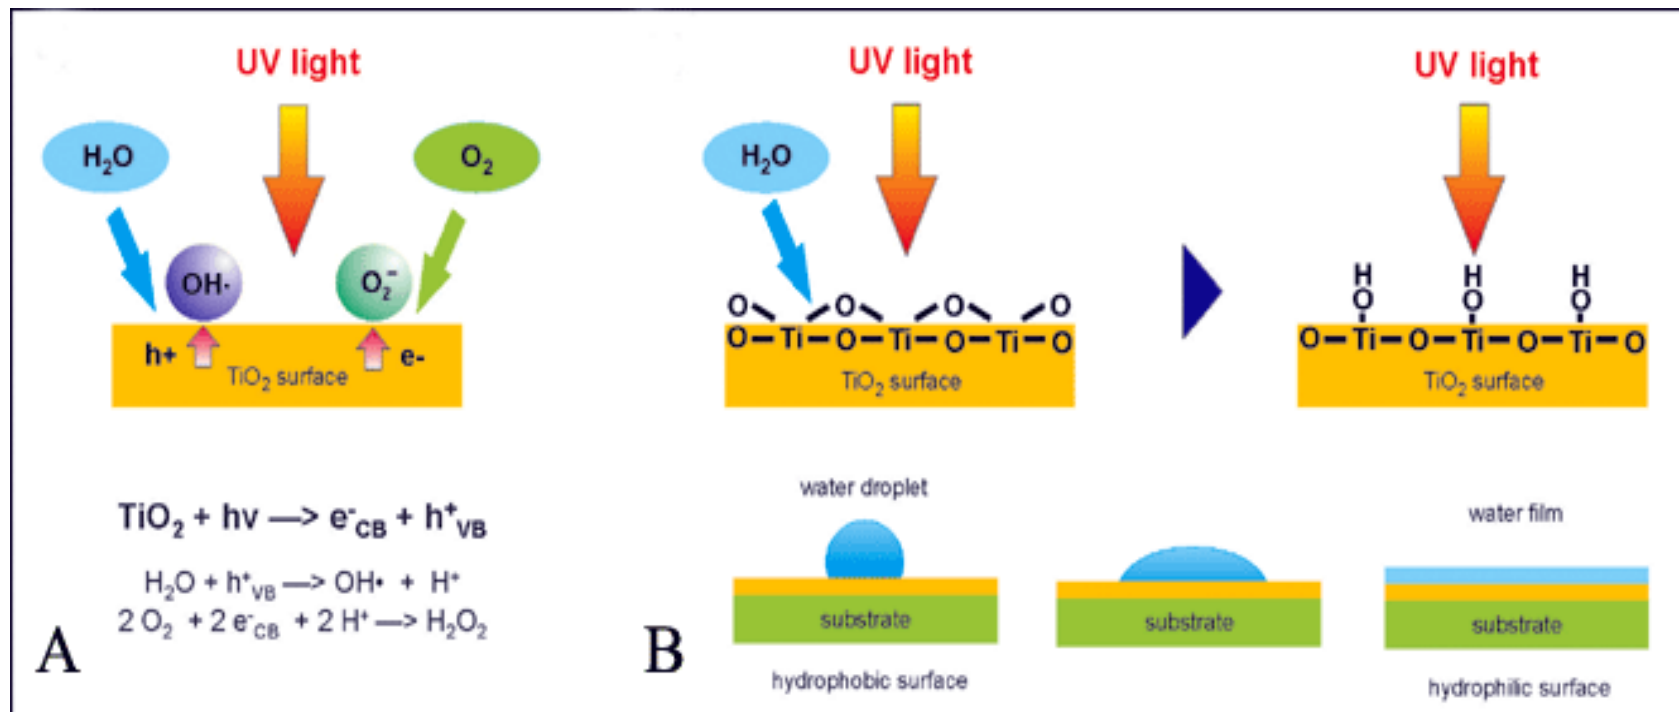 UV light
H₂O
O₂
OH·
O₂⁻
h+
e-
TiO₂ surface
TiO₂ + hv —> e⁻CB + h⁺VB
H₂O + h⁺VB —> OH• + H⁺
2 O₂ + 2 e⁻CB + 2 H⁺ —> H₂O₂
A
UV light
H₂O
O O O O
O – Ti – O – Ti – O – Ti – O
TiO₂ surface
UV light
H H H
O O O
O – Ti – O – Ti – O – Ti – O
TiO₂ surface
water droplet
substrate
hydrophobic surface
substrate
water film
substrate
hydrophilic surface
B